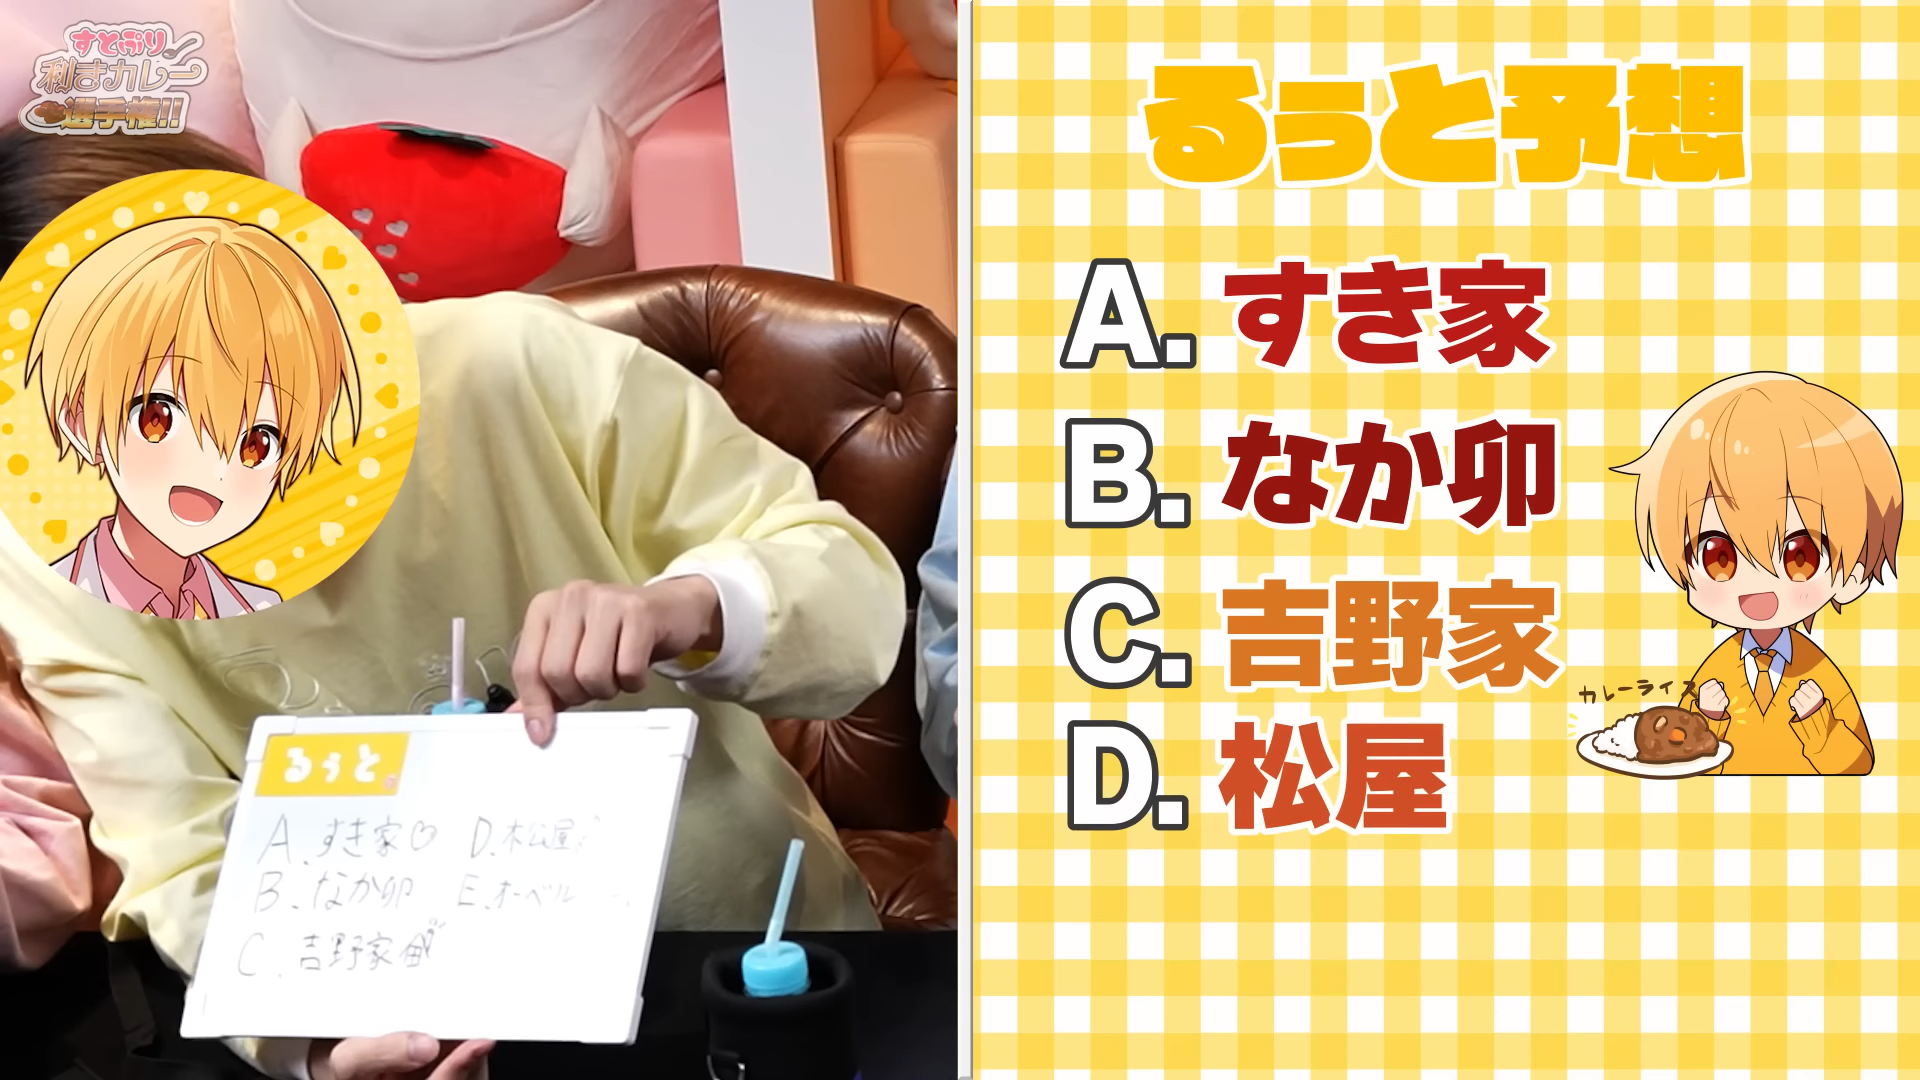 すとぷり
利きカレー
選手権!!
るぅと予想
A. すき家
B. なか卯
C. 吉野家
D. 松屋
カレーライス
るぅと
A. すき家♡
B. なか卯
C. 吉野家
D. 松屋
E. オーベル